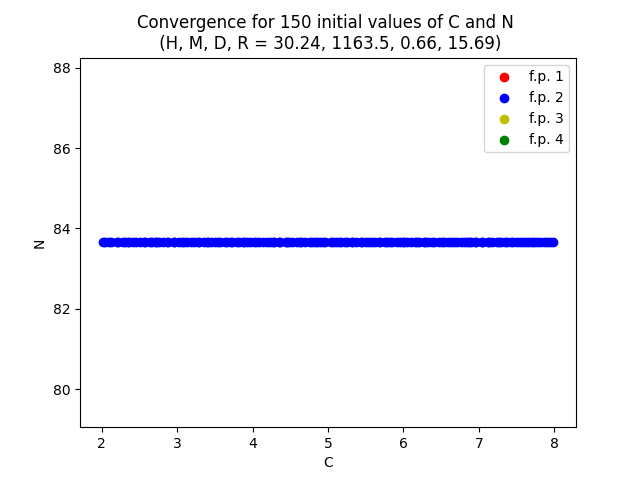 Convergence for 150 initial values of C and N
(H, M, D, R = 30.24, 1163.5, 0.66, 15.69)
f.p. 1
f.p. 2
f.p. 3
f.p. 4
88
86
84
82
80
N
2 3 4 5 6 7 8
C